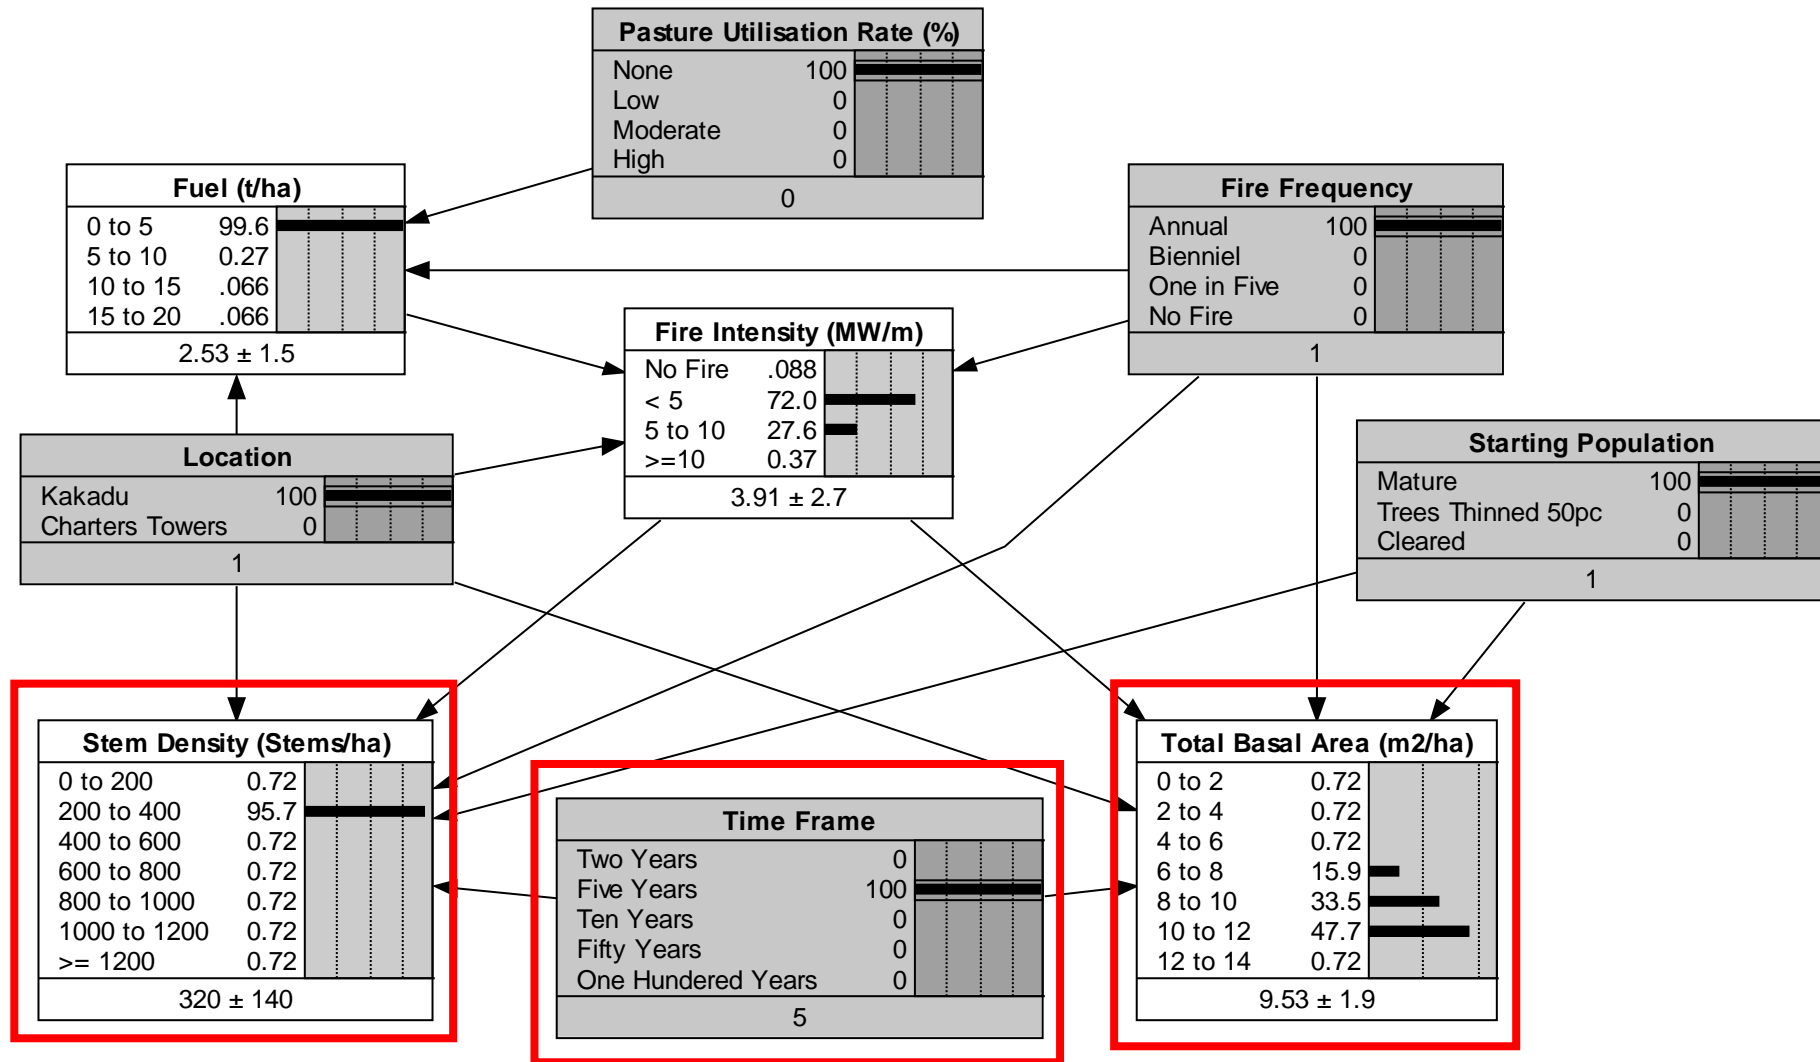 Pasture Utilisation Rate (%)
None 100
Low 0
Moderate 0
High 0
0
Fuel (t/ha)
0 to 5 99.6
5 to 10 0.27
10 to 15 .066
15 to 20 .066
2.53 ± 1.5
Fire Frequency
Annual 100
Bienniel 0
One in Five 0
No Fire 0
1
Fire Intensity (MW/m)
No Fire .088
< 5 72.0
5 to 10 27.6
>=10 0.37
3.91 ± 2.7
Location
Kakadu 100
Charters Towers 0
1
Starting Population
Mature 100
Trees Thinned 50pc 0
Cleared 0
1
Stem Density (Stems/ha)
0 to 200 0.72
200 to 400 95.7
400 to 600 0.72
600 to 800 0.72
800 to 1000 0.72
1000 to 1200 0.72
>= 1200 0.72
320 ± 140
Time Frame
Two Years 0
Five Years 100
Ten Years 0
Fifty Years 0
One Hundered Years 0
5
Total Basal Area (m2/ha)
0 to 2 0.72
2 to 4 0.72
4 to 6 0.72
6 to 8 15.9
8 to 10 33.5
10 to 12 47.7
12 to 14 0.72
9.53 ± 1.9